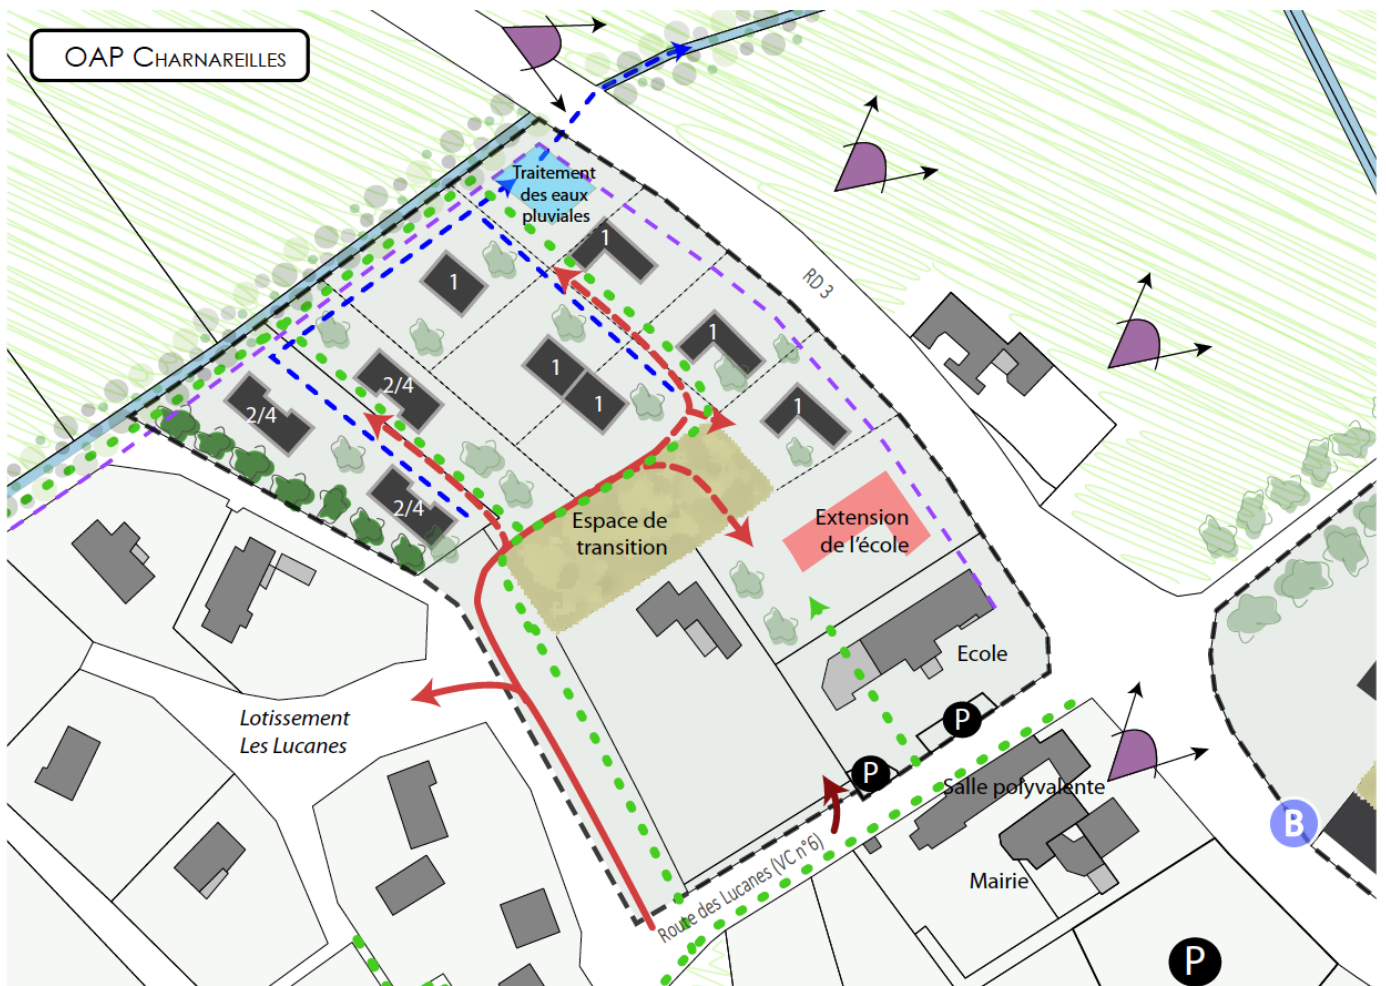 OAP CHARNAREILLES
Traitement
des eaux
pluviales
1
1
RD 3
1
1
2/4
1
1
2/4
2/4
Espace de
transition
Extension
de l'école
Ecole
Lotissement
Les Lucanes
P
P
Salle polyvalente
Route des Lucanes (VC n°6)
B
Mairie
P